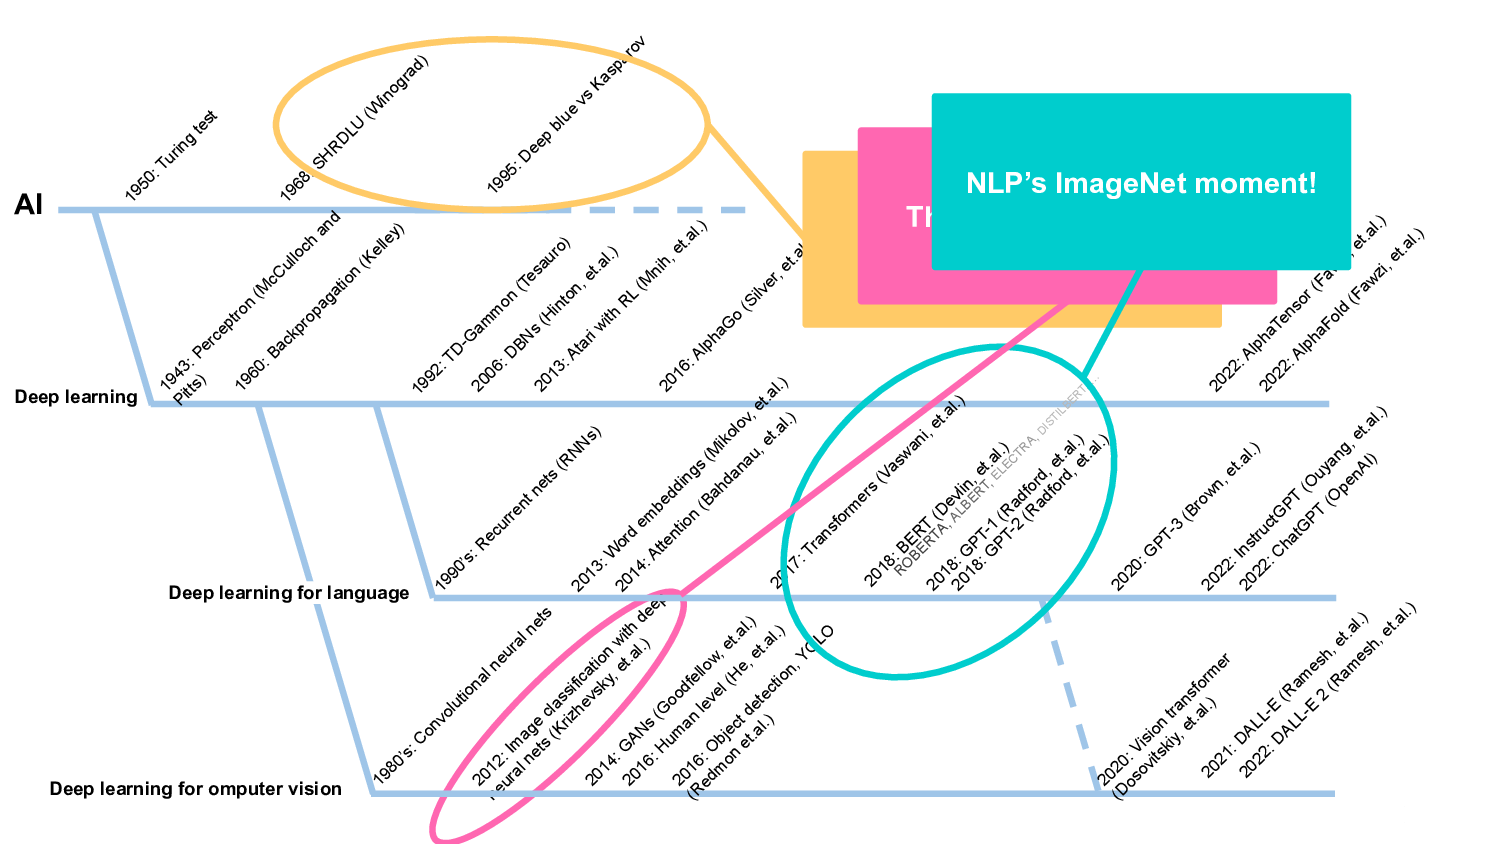 AI
1950: Turing test
1968: SHRDLU (Winograd)
1995: Deep blue vs Kasparov
NLP's ImageNet moment!
Th
Deep learning
1943: Perceptron (McCulloch and
Pitts)
1960: Backpropagation (Kelley)
1992: TD-Gammon (Tesauro)
2006: DBNs (Hinton, et.al.)
2013: Atari with RL (Mnih, et.al.)
2016: AlphaGo (Silver, et.al
2022: AlphaTensor (Fawzi, et.al.)
2022: AlphaFold (Fawzi, et.al.)
Deep learning for language
1990's: Recurrent nets (RNNs)
2013: Word embeddings (Mikolov, et.al.)
2014: Attention (Bahdanau, et.al.)
2017: Transformers (Vaswani, et.al.)
2018: BERT (Devlin, et.al.)
ROBERTA, ALBERT, ELECTRA, DISTILBERT, ...
2018: GPT-1 (Radford, et.al.)
2018: GPT-2 (Radford, et.al.)
2020: GPT-3 (Brown, et.al.)
2022: InstructGPT (Ouyang, et.al.)
2022: ChatGPT (OpenAI)
Deep learning for omputer vision
1980's: Convolutional neural nets
2012: Image classification with deep
neural nets (Krizhevsky, et.al.)
2014: GANs (Goodfellow, et.al.)
2016: Human level (He, et.al.)
2016: Object detection, YOLO
(Redmon et.al.)
2020: Vision transformer
(Dosovitskiy, et.al.)
2021: DALL-E (Ramesh, et.al.)
2022: DALL-E 2 (Ramesh, et.al.)